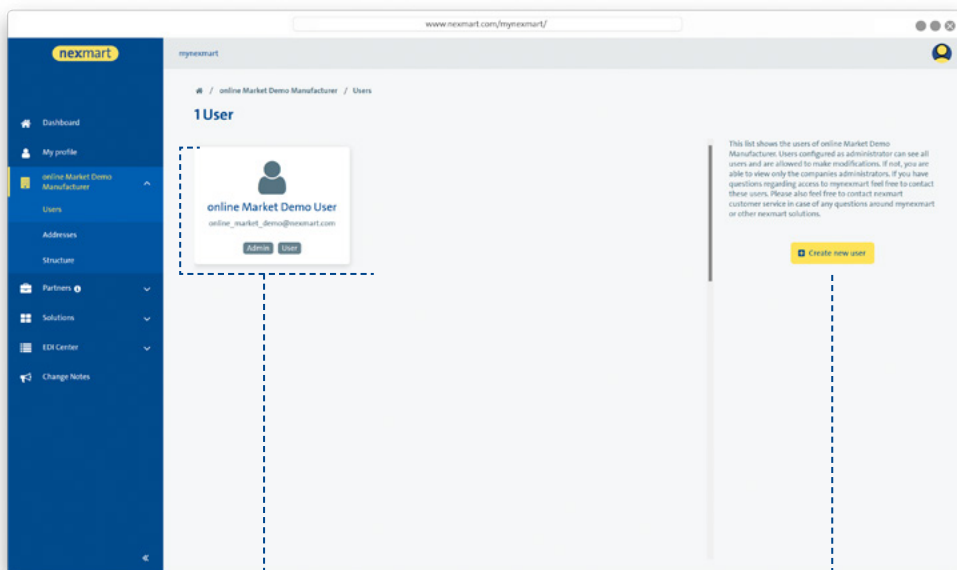 www.nexmart.com/mynexmart/
nexmart
mynexmart
/ online Market Demo Manufacturer / Users
1 User
Dashboard
My profile
online Market Demo
Manufacturer
Users
Addresses
Structure
Partners
Solutions
EDI Center
Change Notes
online Market Demo User
online_market_demo@nexmart.com
Admin User
This list shows the users of online Market Demo
Manufacturer. Users configured as administrator can see all
users and are allowed to make modifications. If not, you are
able to view only the companies administrators. If you have
questions regarding access to mynexmart feel free to contact
these users. Please also feel free to contact nexmart
customer service in case of any questions around mynexmart
or other nexmart solutions.
Create new user